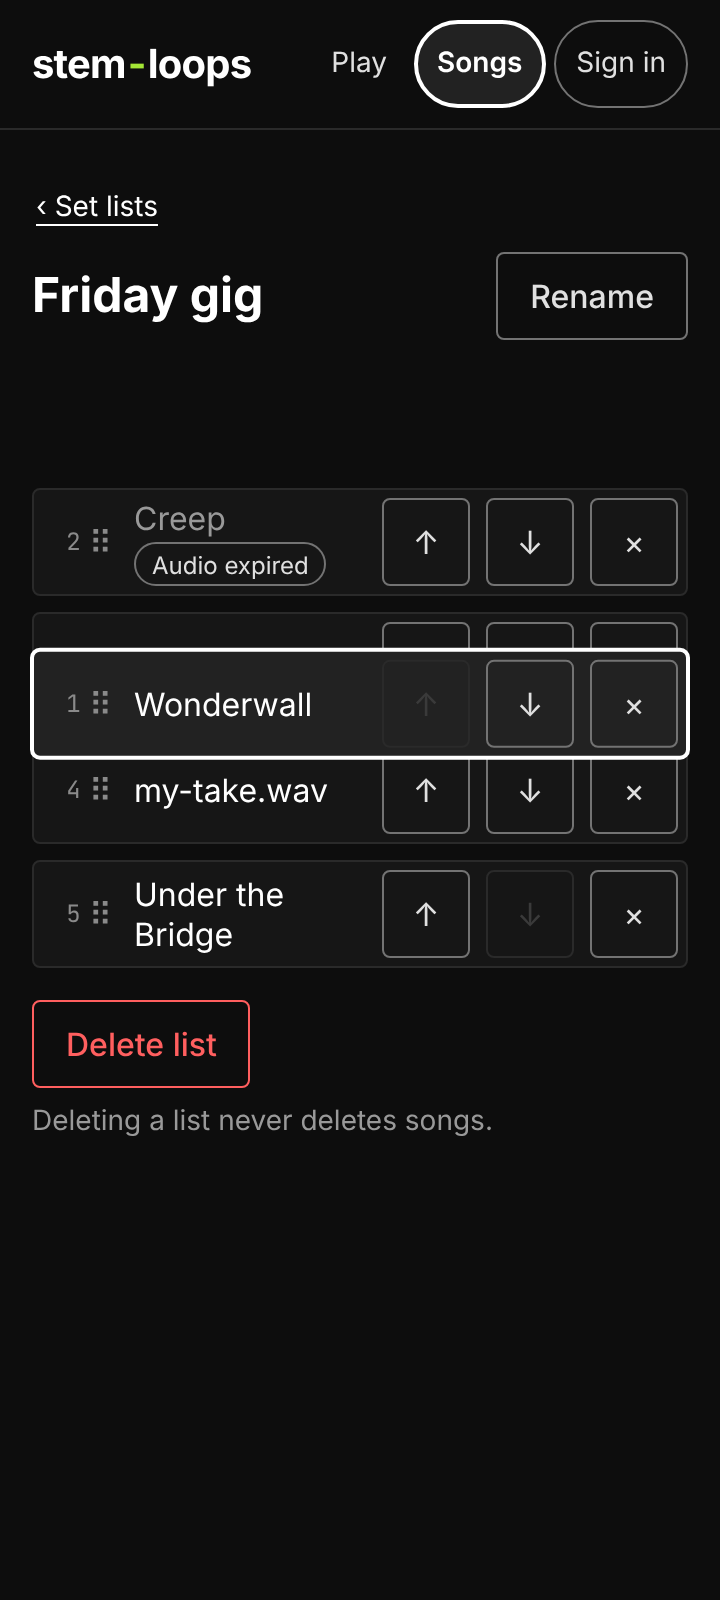 stem-loops
Play
Songs
Sign in
‹ Set lists
Friday gig
Rename
2
Creep
Audio expired
↑
↓
×
1
Wonderwall
↑
↓
×
4
my-take.wav
↑
↓
×
5
Under the
Bridge
↑
↓
×
Delete list
Deleting a list never deletes songs.